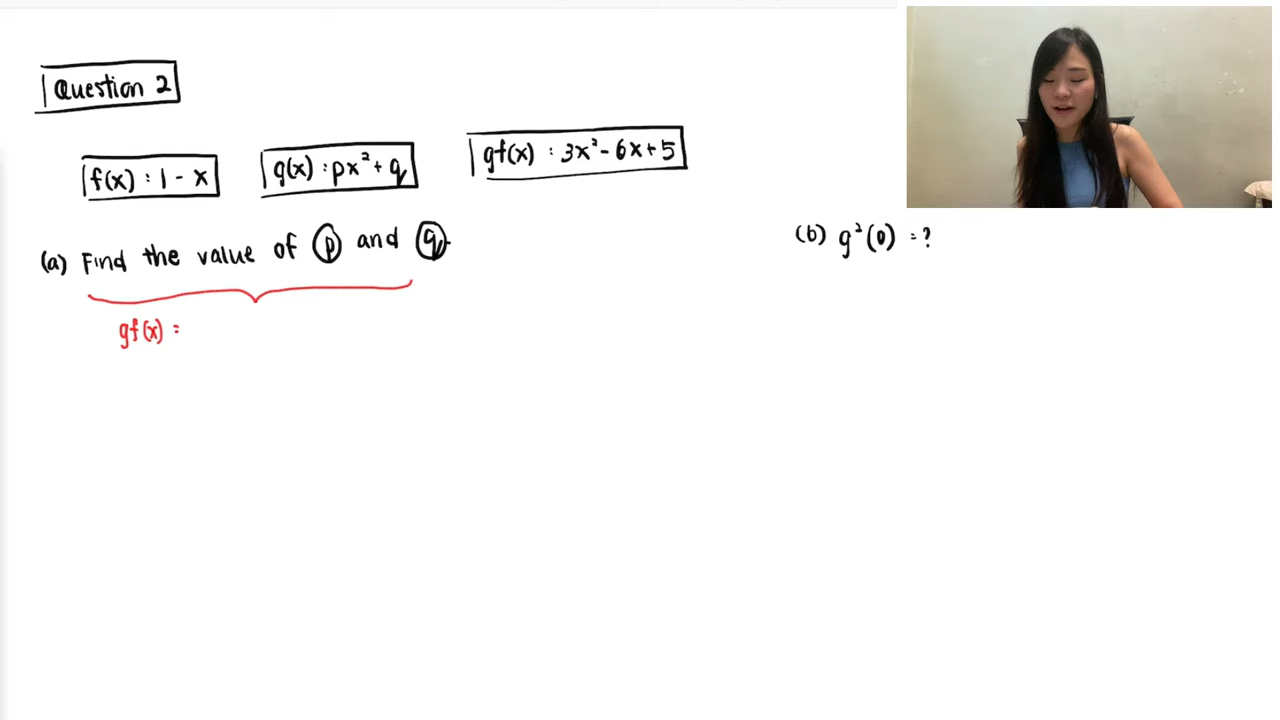 Question 2
f(x) : 1 - x
g(x) : px² + q
gf(x) : 3x² - 6x + 5
(a) Find the value of p and q.
(b) g²(0) = ?
gf(x) =